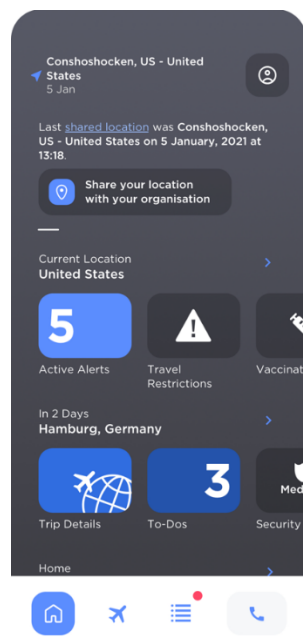 Conshoshocken, US - United
States
5 Jan
Last shared location was Conshoshocken,
US - United States on 5 January, 2021 at
13:18.
Share your location
with your organisation
Current Location
United States
5
Active Alerts
Travel
Restrictions
Vaccinat
In 2 Days
Hamburg, Germany
3
Med
Trip Details
To-Dos
Security
Home